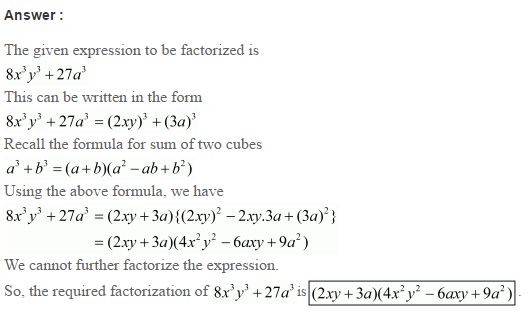 Answer :
The given expression to be factorized is
8x³y³ + 27a³
This can be written in the form
8x³y³ + 27a³ = (2xy)³ + (3a)³
Recall the formula for sum of two cubes
a³ + b³ = (a + b)(a² − ab + b²)
Using the above formula, we have
8x³y³ + 27a³ = (2xy + 3a){(2xy)² − 2xy.3a + (3a)²}
= (2xy + 3a)(4x²y² − 6axy + 9a²)
We cannot further factorize the expression.
So, the required factorization of 8x³y³ + 27a³ is (2xy + 3a)(4x²y² − 6axy + 9a²).